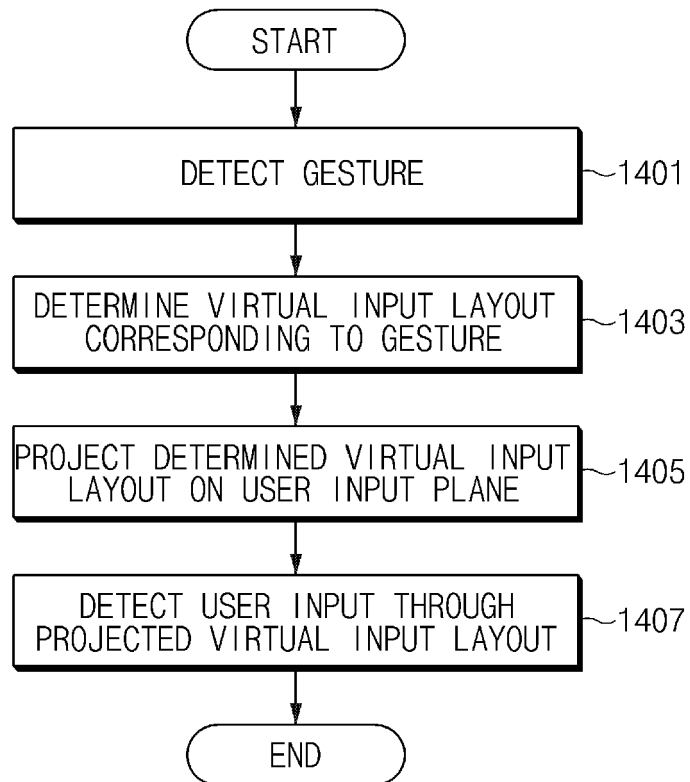 START
DETECT GESTURE
1401
DETERMINE VIRTUAL INPUT LAYOUT
CORRESPONDING TO GESTURE
1403
PROJECT DETERMINED VIRTUAL INPUT
LAYOUT ON USER INPUT PLANE
1405
DETECT USER INPUT THROUGH
PROJECTED VIRTUAL INPUT LAYOUT
1407
END